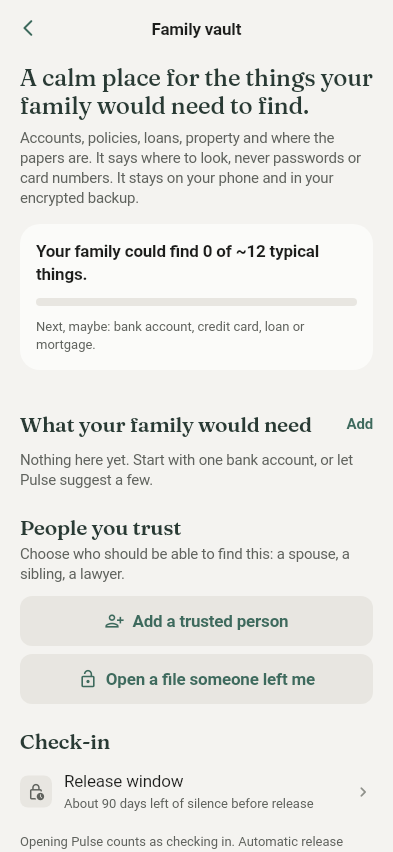 Family vault
A calm place for the things your
family would need to find.
Accounts, policies, loans, property and where the
papers are. It says where to look, never passwords or
card numbers. It stays on your phone and in your
encrypted backup.
Your family could find 0 of ~12 typical
things.
Next, maybe: bank account, credit card, loan or
mortgage.
What your family would need
Add
Nothing here yet. Start with one bank account, or let
Pulse suggest a few.
People you trust
Choose who should be able to find this: a spouse, a
sibling, a lawyer.
Add a trusted person
Open a file someone left me
Check-in
Release window
About 90 days left of silence before release
Opening Pulse counts as checking in. Automatic release